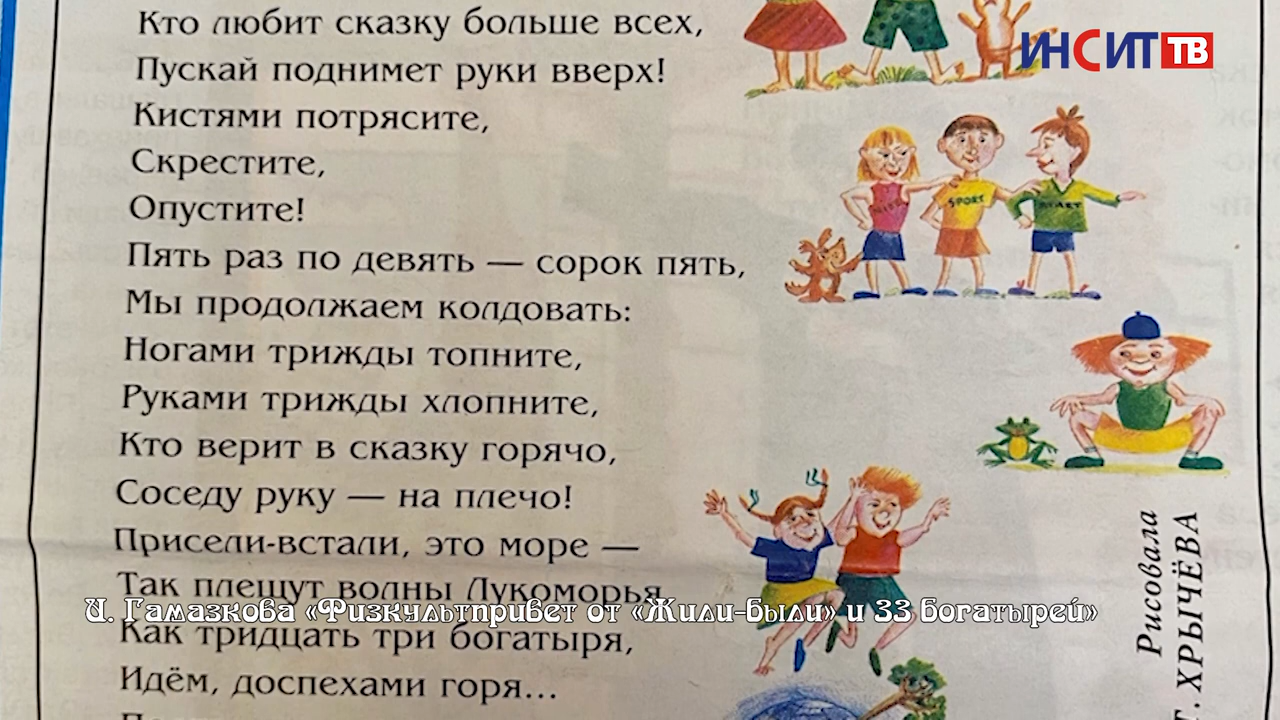 Кто любит сказку больше всех,
Пускай поднимет руки вверх!
Кистями потрясите,
Скрестите,
Опустите!
Пять раз по девять — сорок пять,
Мы продолжаем колдовать:
Ногами трижды топните,
Руками трижды хлопните,
Кто верит в сказку горячо,
Соседу руку — на плечо!
Присели-встали, это море —
Так плещут волны Лукоморья.
Как тридцать три богатыря,
Идём, доспехами горя...
И. Гамазкова «Физкультпривет от «Жили-были» и 33 богатырей»
ИНСИТ ТВ
SPORT
Рисовала
Г. ХРЫЧЁВА